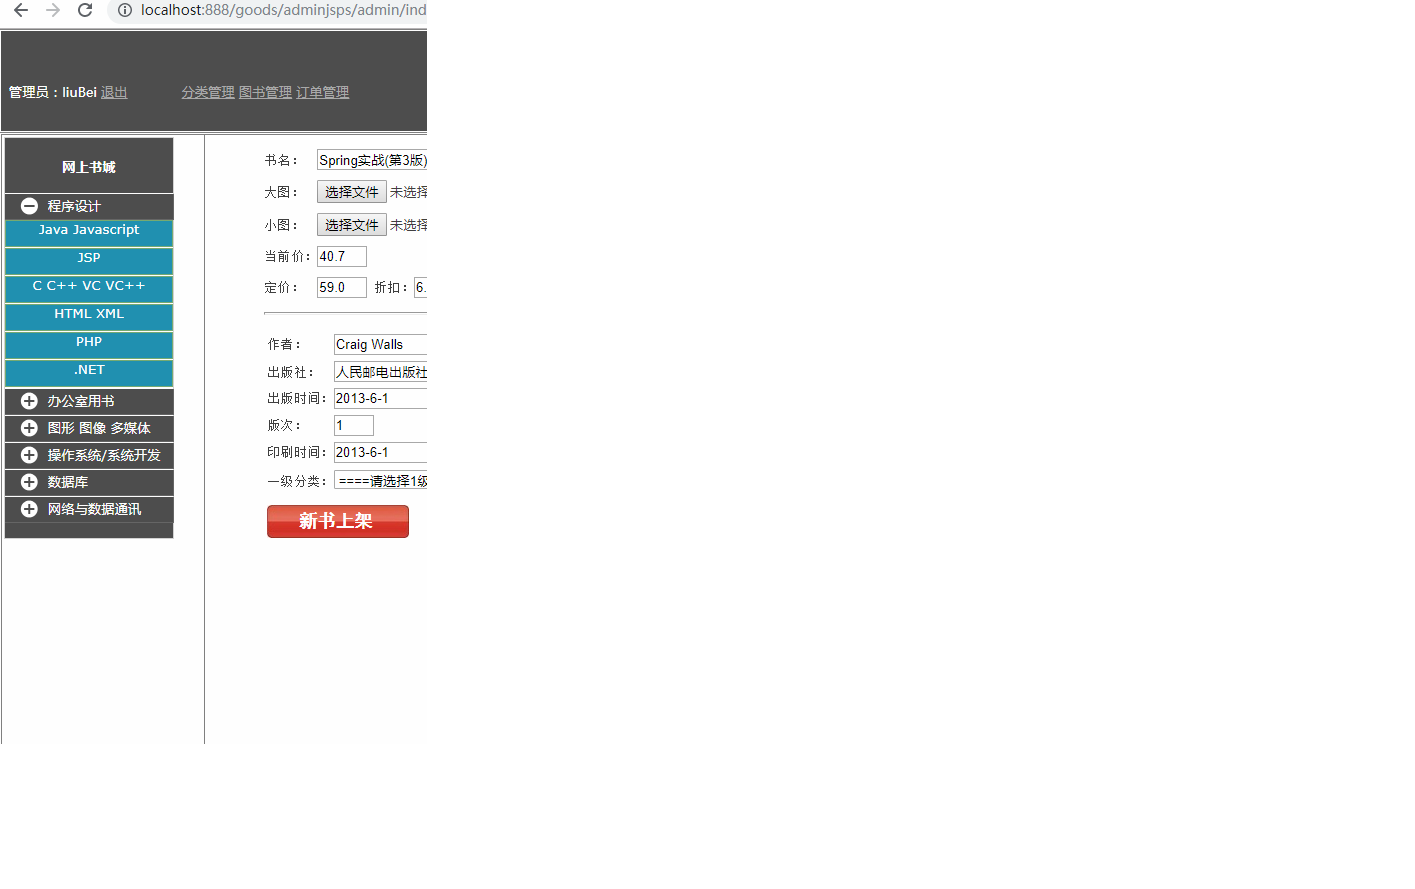 localhost:888/goods/adminjsps/admin/ind
管理员：liuBei 退出 分类管理 图书管理 订单管理
网上书城
程序设计
Java Javascript
JSP
C C++ VC VC++
HTML XML
PHP
.NET
办公室用书
图形 图像 多媒体
操作系统/系统开发
数据库
网络与数据通讯
书名： Spring实战(第3版)
大图： 选择文件 未选择
小图： 选择文件 未选择
当前价： 40.7
定价： 59.0 折扣： 6.
作者： Craig Walls
出版社： 人民邮电出版社
出版时间： 2013-6-1
版次： 1
印刷时间： 2013-6-1
一级分类： ====请选择1级
新书上架